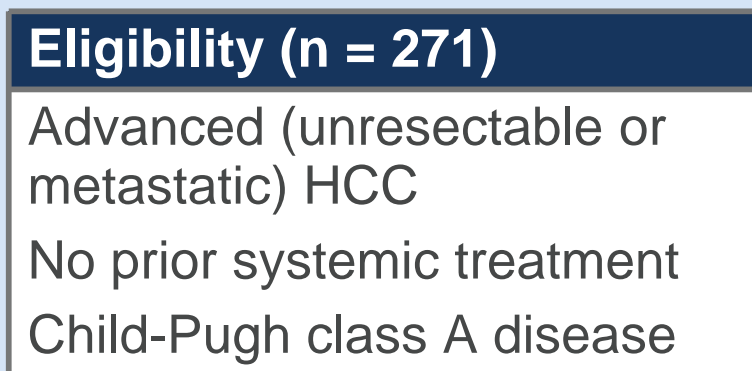 Eligibility (n = 271)
Advanced (unresectable or
metastatic) HCC
No prior systemic treatment
Child-Pugh class A disease